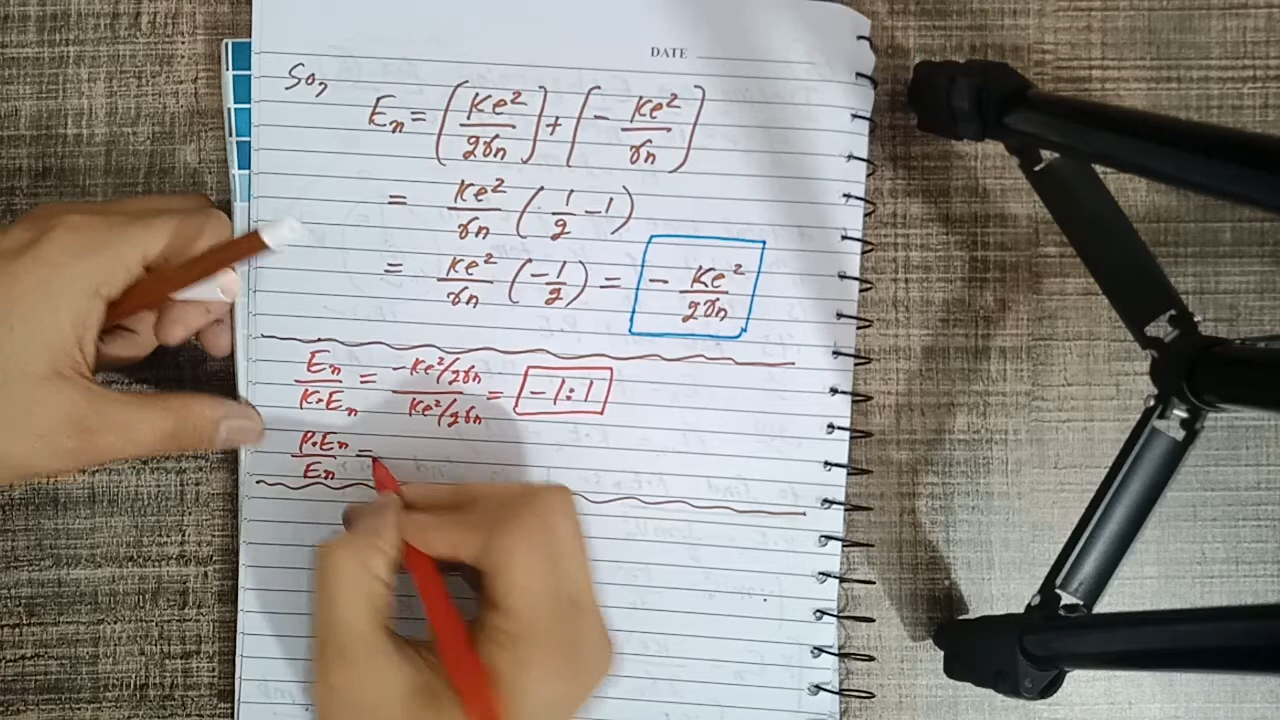 DATE
So,
Eₙ = (Ke²/2rₙ) + (- Ke²/rₙ)
= Ke²/rₙ (1/2 - 1)
= Ke²/rₙ (-1/2) = - Ke²/2rₙ
Eₙ/K.Eₙ = -Ke²/2rₙ / Ke²/2rₙ = -1:1
P.Eₙ/Eₙ =